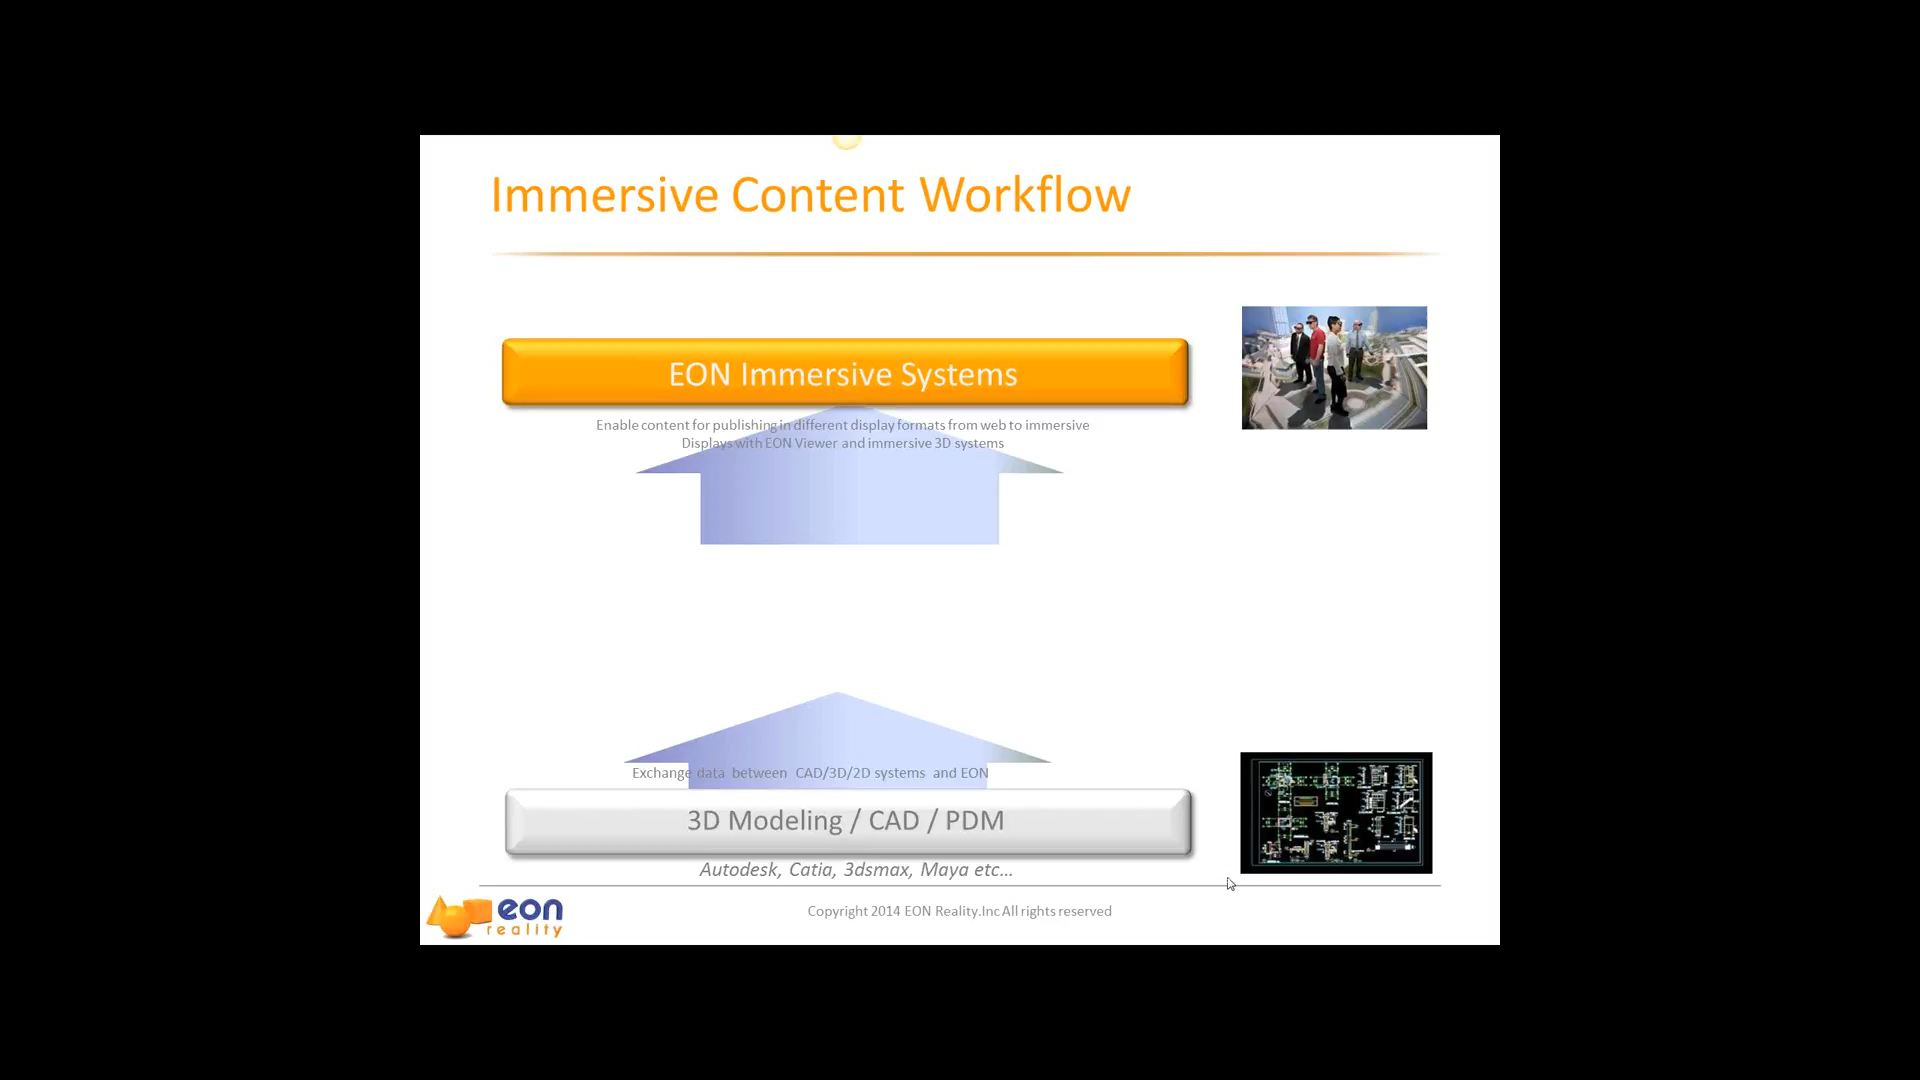 Immersive Content Workflow
EON Immersive Systems
Enable content for publishing in different display formats from web to immersive
Displays with EON Viewer and immersive 3D systems
Exchange data between CAD/3D/2D systems and EON
3D Modeling / CAD / PDM
Autodesk, Catia, 3dsmax, Maya etc...
eon
reality
Copyright 2014 EON Reality.Inc All rights reserved